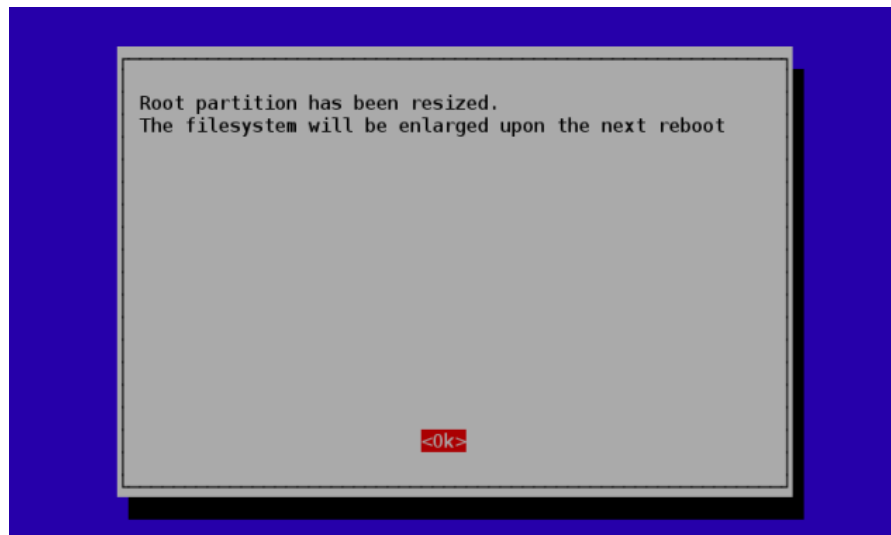 Root partition has been resized.
The filesystem will be enlarged upon the next reboot
<Ok>